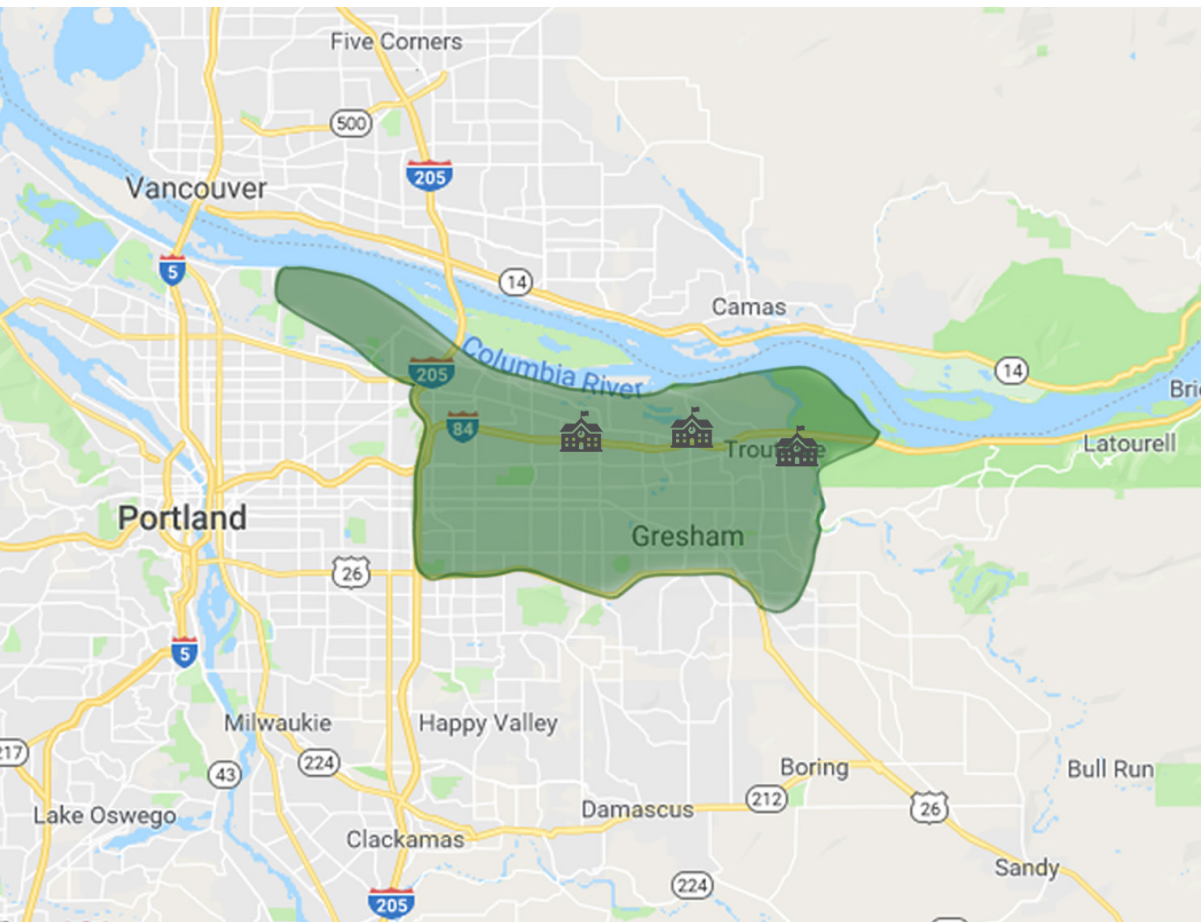 Five Corners
500
205
Vancouver
5
14
Camas
Columbia River
205
14
84
Troutdale
Latourell
Portland
Gresham
26
5
Milwaukie
Happy Valley
217
224
43
Boring
Bull Run
Damascus
212
26
Lake Oswego
Clackamas
Sandy
224
205